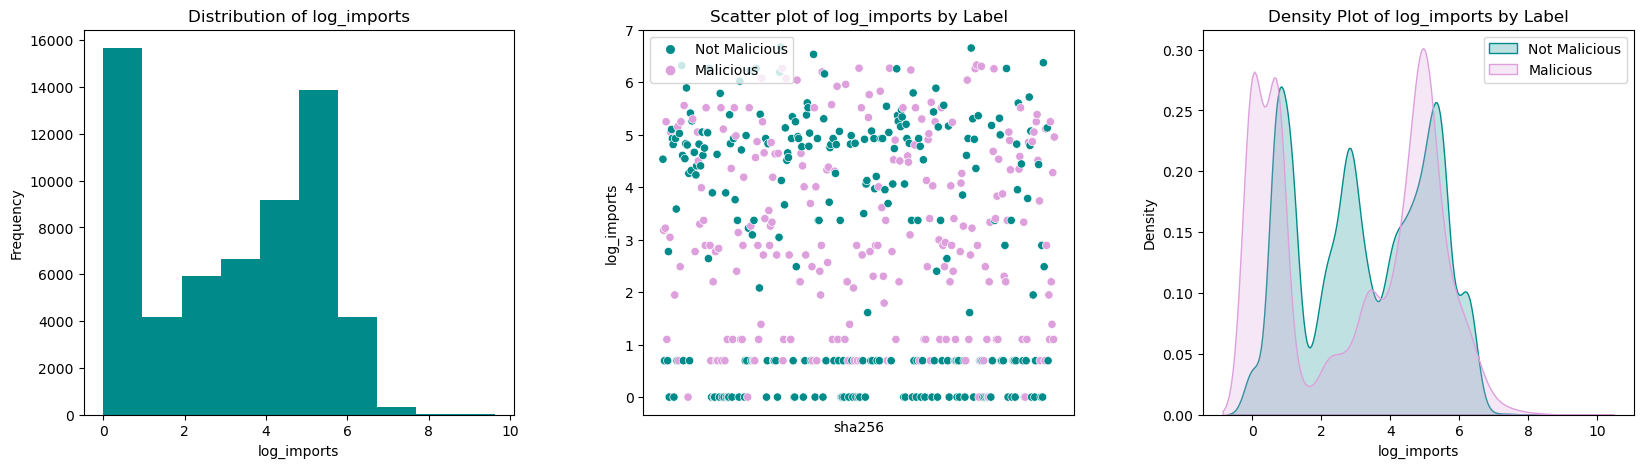 Distribution of log_imports
16000
14000
12000
10000
8000
6000
4000
2000
0
Frequency
0 2 4 6 8 10
log_imports
Scatter plot of log_imports by Label
Not Malicious
Malicious
7
6
5
4
3
2
1
0
log_imports
sha256
Density Plot of log_imports by Label
Not Malicious
Malicious
0.30
0.25
0.20
0.15
0.10
0.05
0.00
Density
0 2 4 6 8 10
log_imports